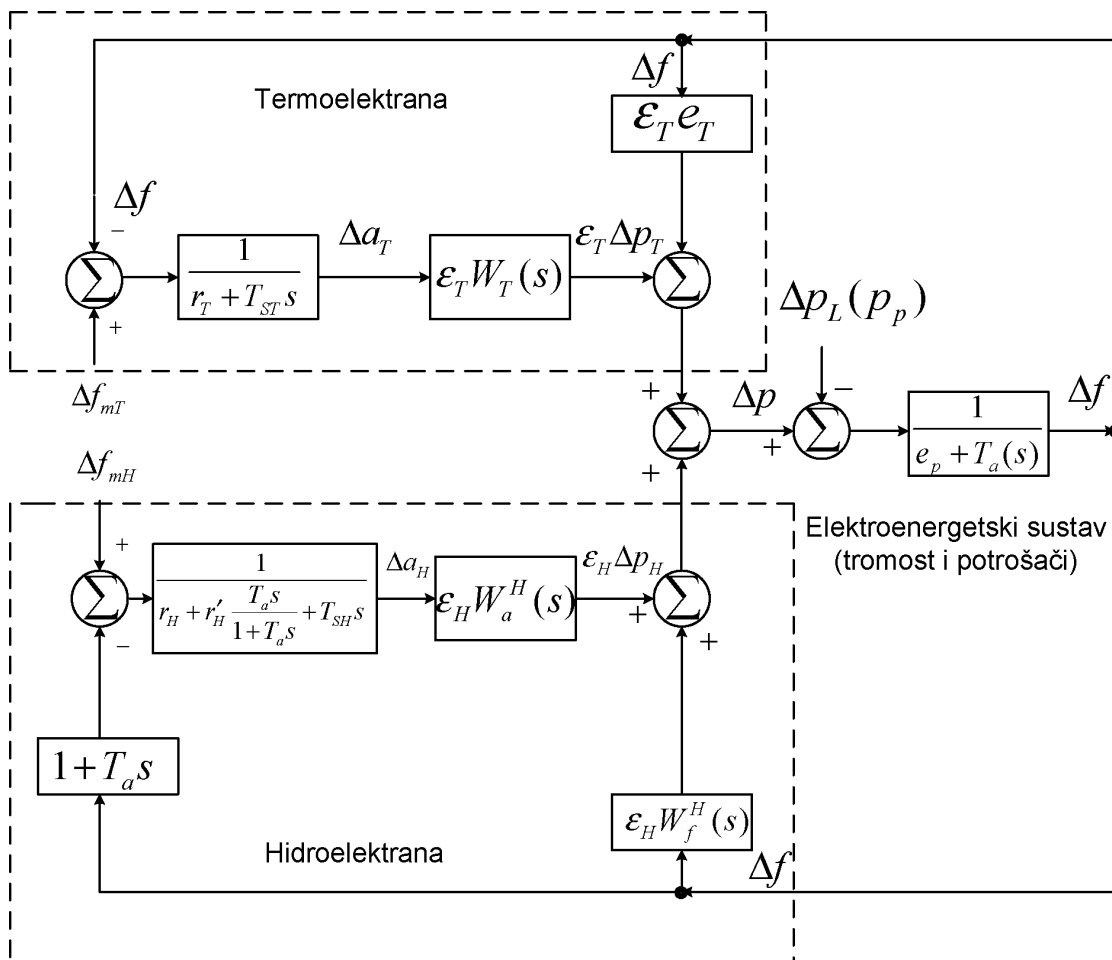 Δf
Termoelektrana
ε_T e_T
Δf
−
Σ
+
1 / (r_T + T_ST s)
Δa_T
ε_T W_T(s)
ε_T Δp_T
Σ
Δf_mT
Δp_L(p_p)
+
Σ
+
Δp
+
−
Σ
1 / (e_p + T_a(s))
Δf
Δf_mH
Elektroenergetski sustav
(tromost i potrošači)
+
Σ
−
1 / (r_H + r′_H T_a s / (1 + T_a s) + T_SH s)
Δa_H
ε_H W_a^H(s)
ε_H Δp_H
+
Σ
+
1 + T_a s
ε_H W_f^H(s)
Hidroelektrana
Δf